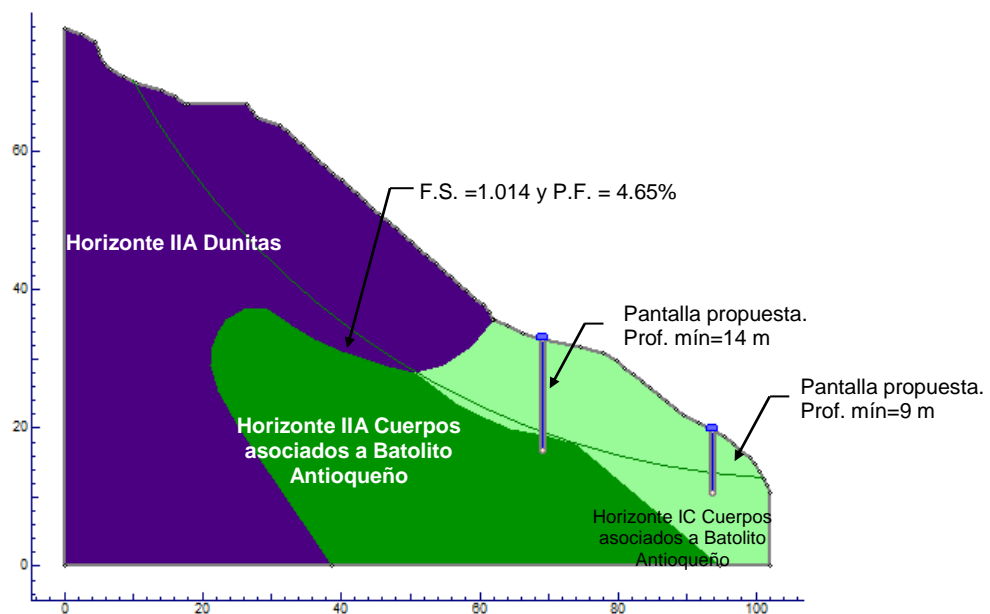 F.S. =1.014 y P.F. = 4.65%
Horizonte IIA Dunitas
Pantalla propuesta.
Prof. mín=14 m
Pantalla propuesta.
Prof. mín=9 m
Horizonte IIA Cuerpos
asociados a Batolito
Antioqueño
Horizonte IC Cuerpos
asociados a Batolito
Antioqueño
60
40
20
0
0 20 40 60 80 100